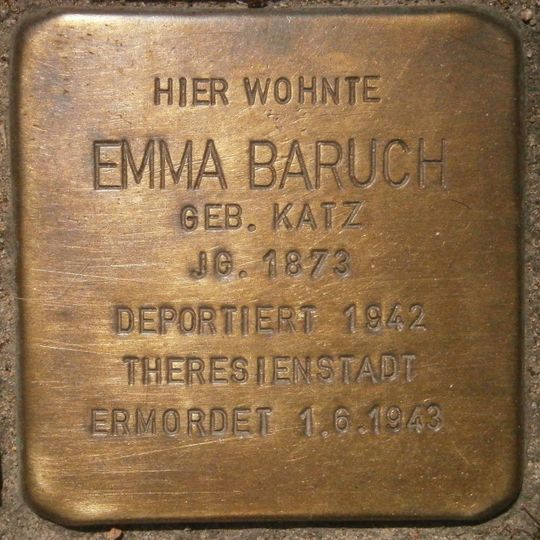 HIER WOHNTE
EMMA BARUCH
GEB. KATZ
JG. 1873
DEPORTIERT 1942
THERESIENSTADT
ERMORDET 1.6.1943